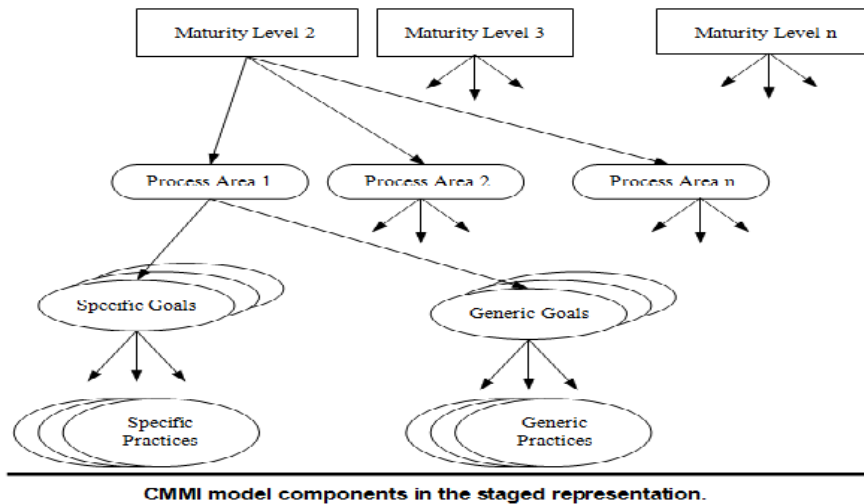 Maturity Level 2
Maturity Level 3
Maturity Level n
Process Area 1
Process Area 2
Process Area n
Specific Goals
Generic Goals
Specific
Practices
Generic
Practices
CMMI model components in the staged representation.